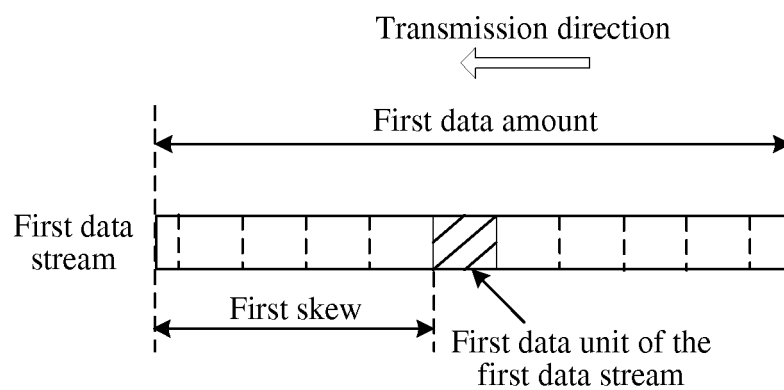 Transmission direction
First data amount
First data
stream
First skew
First data unit of the
first data stream